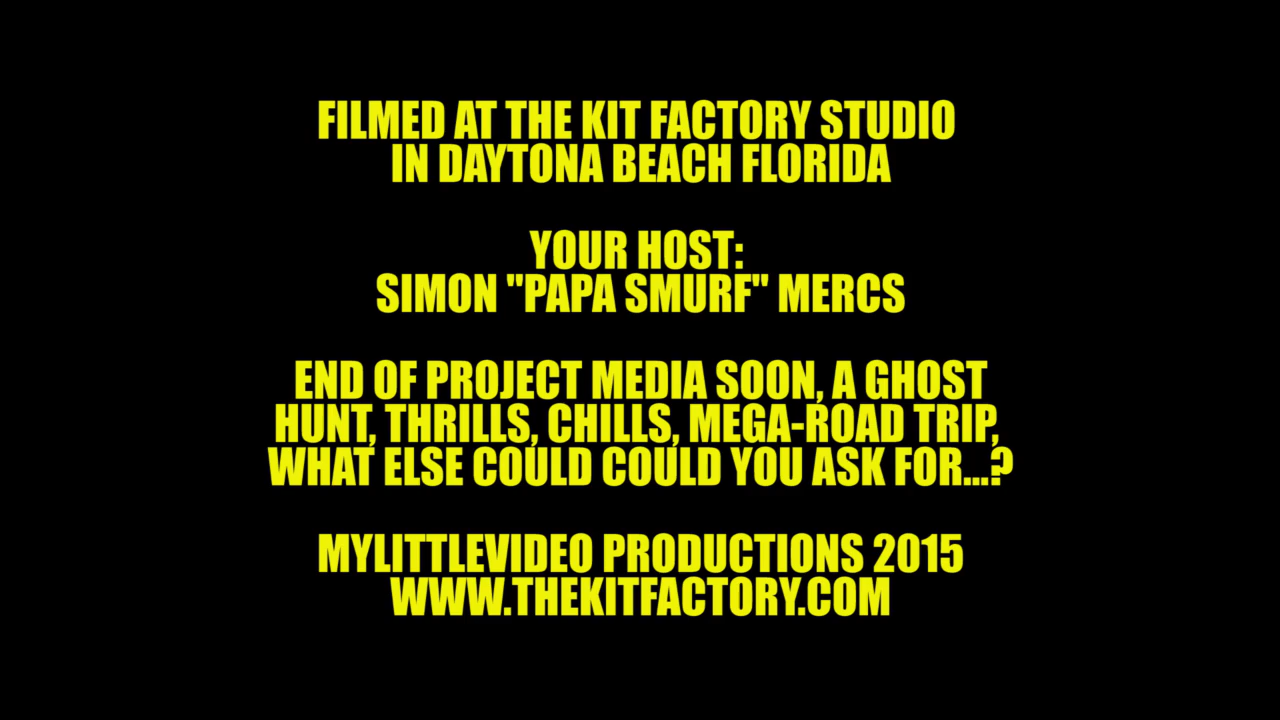 FILMED AT THE KIT FACTORY STUDIO
IN DAYTONA BEACH FLORIDA
YOUR HOST:
SIMON "PAPA SMURF" MERCS
END OF PROJECT MEDIA SOON, A GHOST
HUNT, THRILLS, CHILLS, MEGA-ROAD TRIP,
WHAT ELSE COULD COULD YOU ASK FOR...?
MYLITTLEVIDEO PRODUCTIONS 2015
WWW.THEKITFACTORY.COM